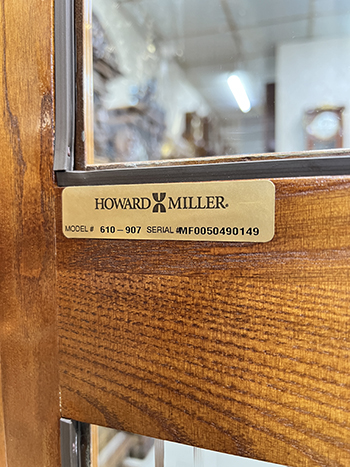 HOWARD MILLER®
MODEL # 610-907 SERIAL #MF0050490149